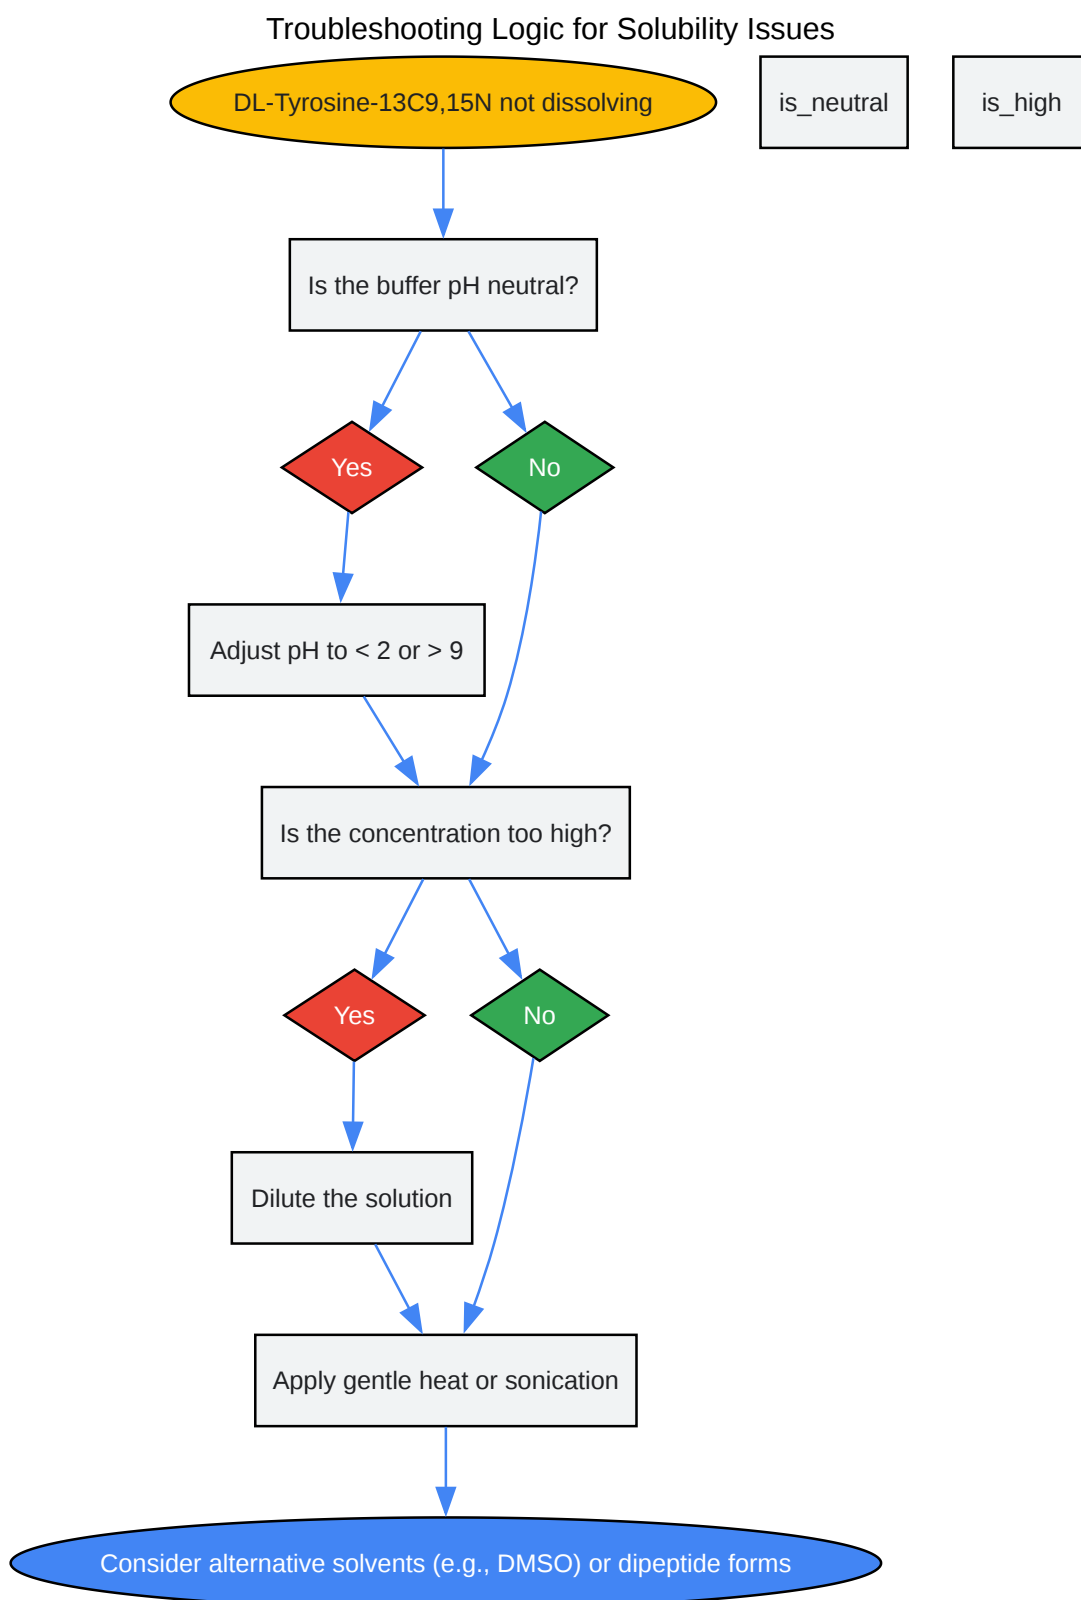 Troubleshooting Logic for Solubility Issues
DL-Tyrosine-13C9,15N not dissolving
is_neutral
is_high
Is the buffer pH neutral?
Yes
No
Adjust pH to < 2 or > 9
Is the concentration too high?
Yes
No
Dilute the solution
Apply gentle heat or sonication
Consider alternative solvents (e.g., DMSO) or dipeptide forms